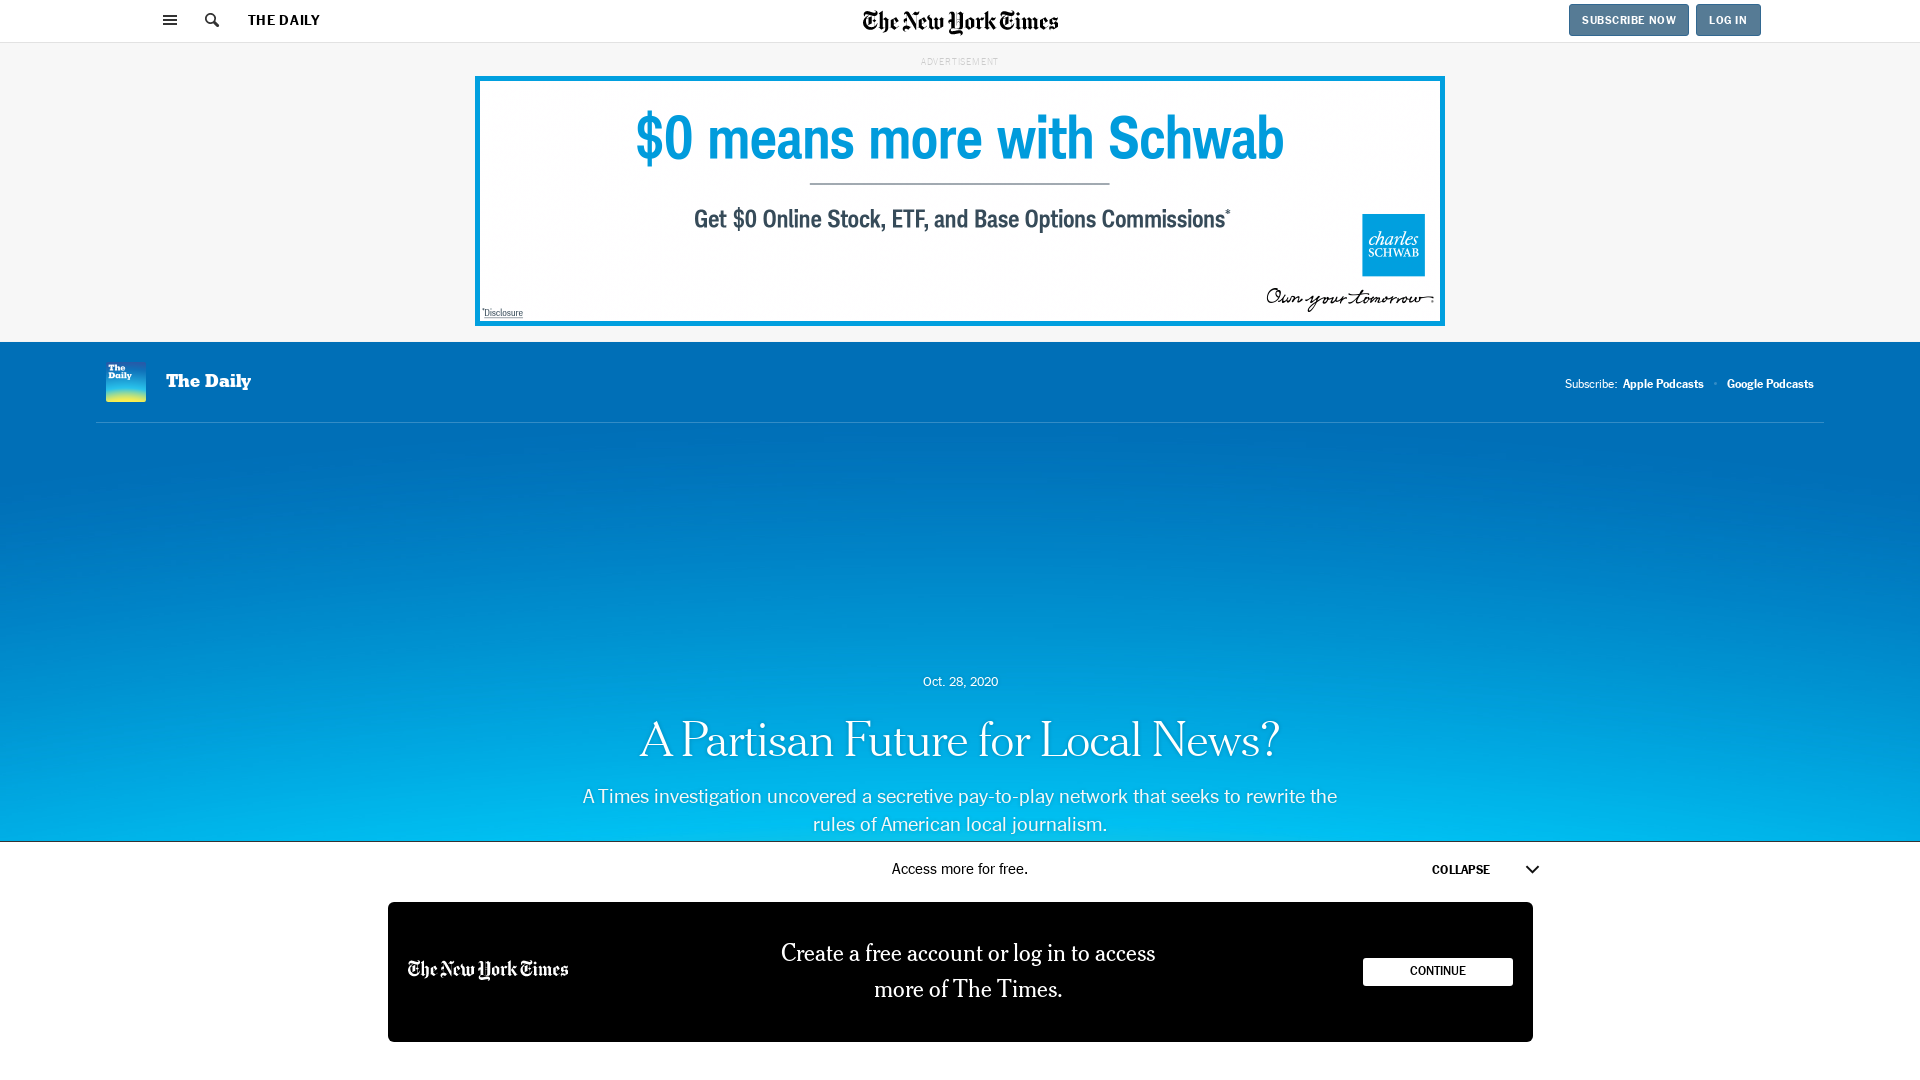 THE DAILY
The New York Times
SUBSCRIBE NOW
LOG IN
ADVERTISEMENT
$0 means more with Schwab
Get $0 Online Stock, ETF, and Base Options Commissions*
charles
SCHWAB
Own your tomorrow.
*Disclosure
The
Daily
The Daily
Subscribe: Apple Podcasts • Google Podcasts
Oct. 28, 2020
A Partisan Future for Local News?
A Times investigation uncovered a secretive pay-to-play network that seeks to rewrite the
rules of American local journalism.
Access more for free.
COLLAPSE
The New York Times
Create a free account or log in to access
more of The Times.
CONTINUE